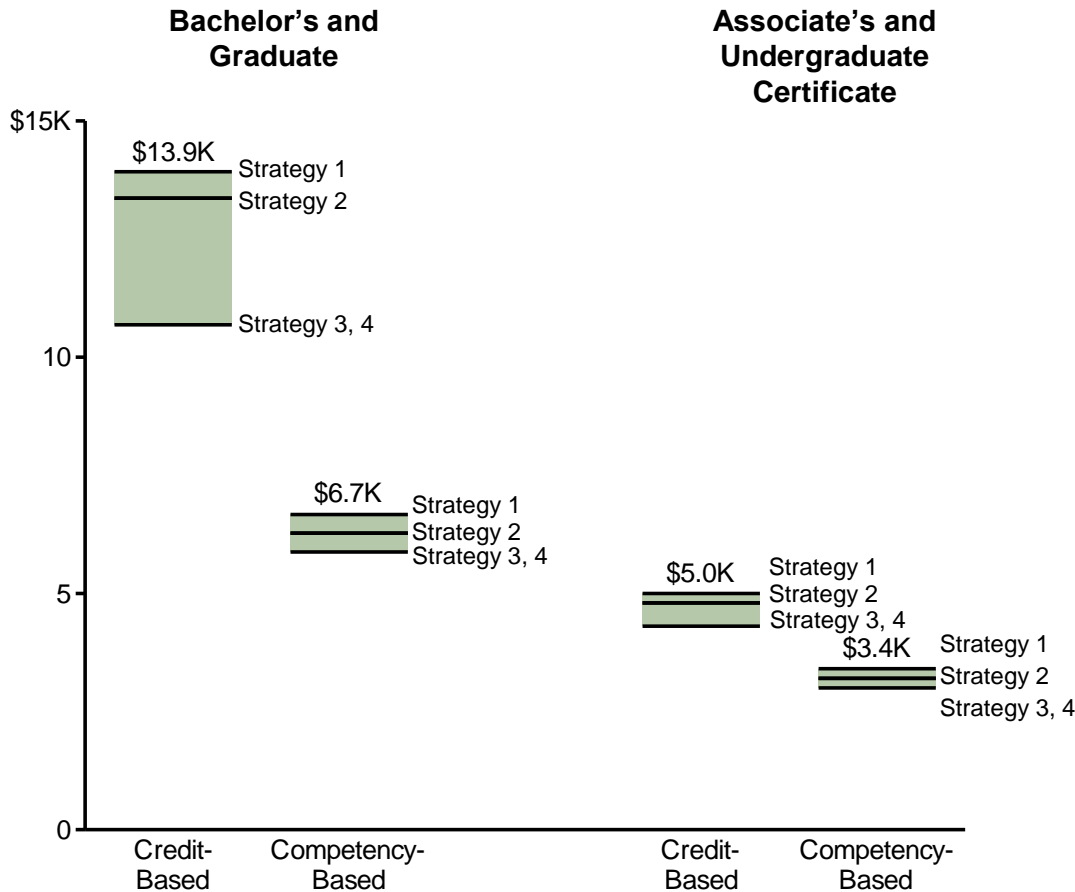 Bachelor’s and
Graduate
Associate’s and
Undergraduate
Certificate
$15K
$13.9K
Strategy 1
Strategy 2
Strategy 3, 4
10
$6.7K
Strategy 1
Strategy 2
Strategy 3, 4
5
$5.0K
Strategy 1
Strategy 2
Strategy 3, 4
$3.4K
Strategy 1
Strategy 2
Strategy 3, 4
0
Credit-
Based
Competency-
Based
Credit-
Based
Competency-
Based